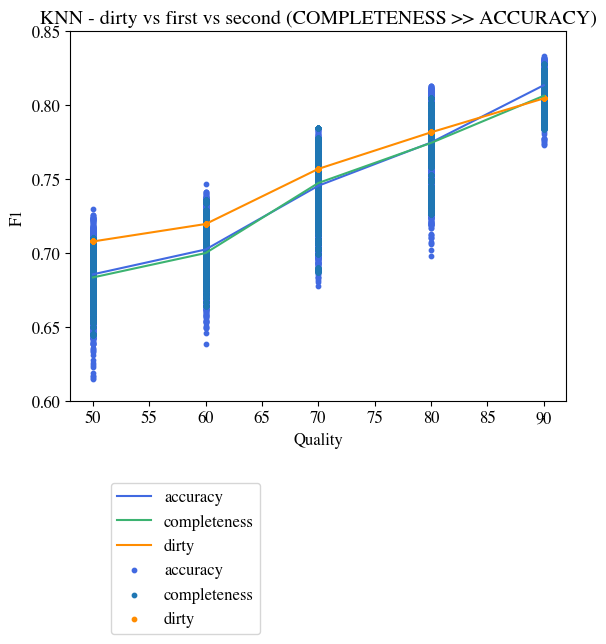 KNN - dirty vs first vs second (COMPLETENESS >> ACCURACY)
0.85
0.80
0.75
0.70
0.65
0.60
F1
50 55 60 65 70 75 80 85 90
Quality
accuracy
completeness
dirty
accuracy
completeness
dirty